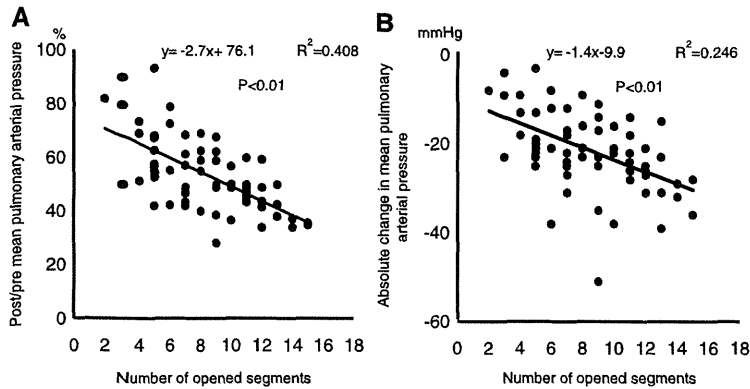 A
%
y= -2.7x+ 76.1 R²=0.408
P<0.01
100
80
60
40
20
0
0 2 4 6 8 10 12 14 16 18
Number of opened segments
Post/pre mean pulmonary arterial pressure
B
mmHg
y= -1.4x-9.9 R²=0.246
P<0.01
0
-20
-40
-60
0 2 4 6 8 10 12 14 16 18
Number of opened segments
Absolute change in mean pulmonary
arterial pressure